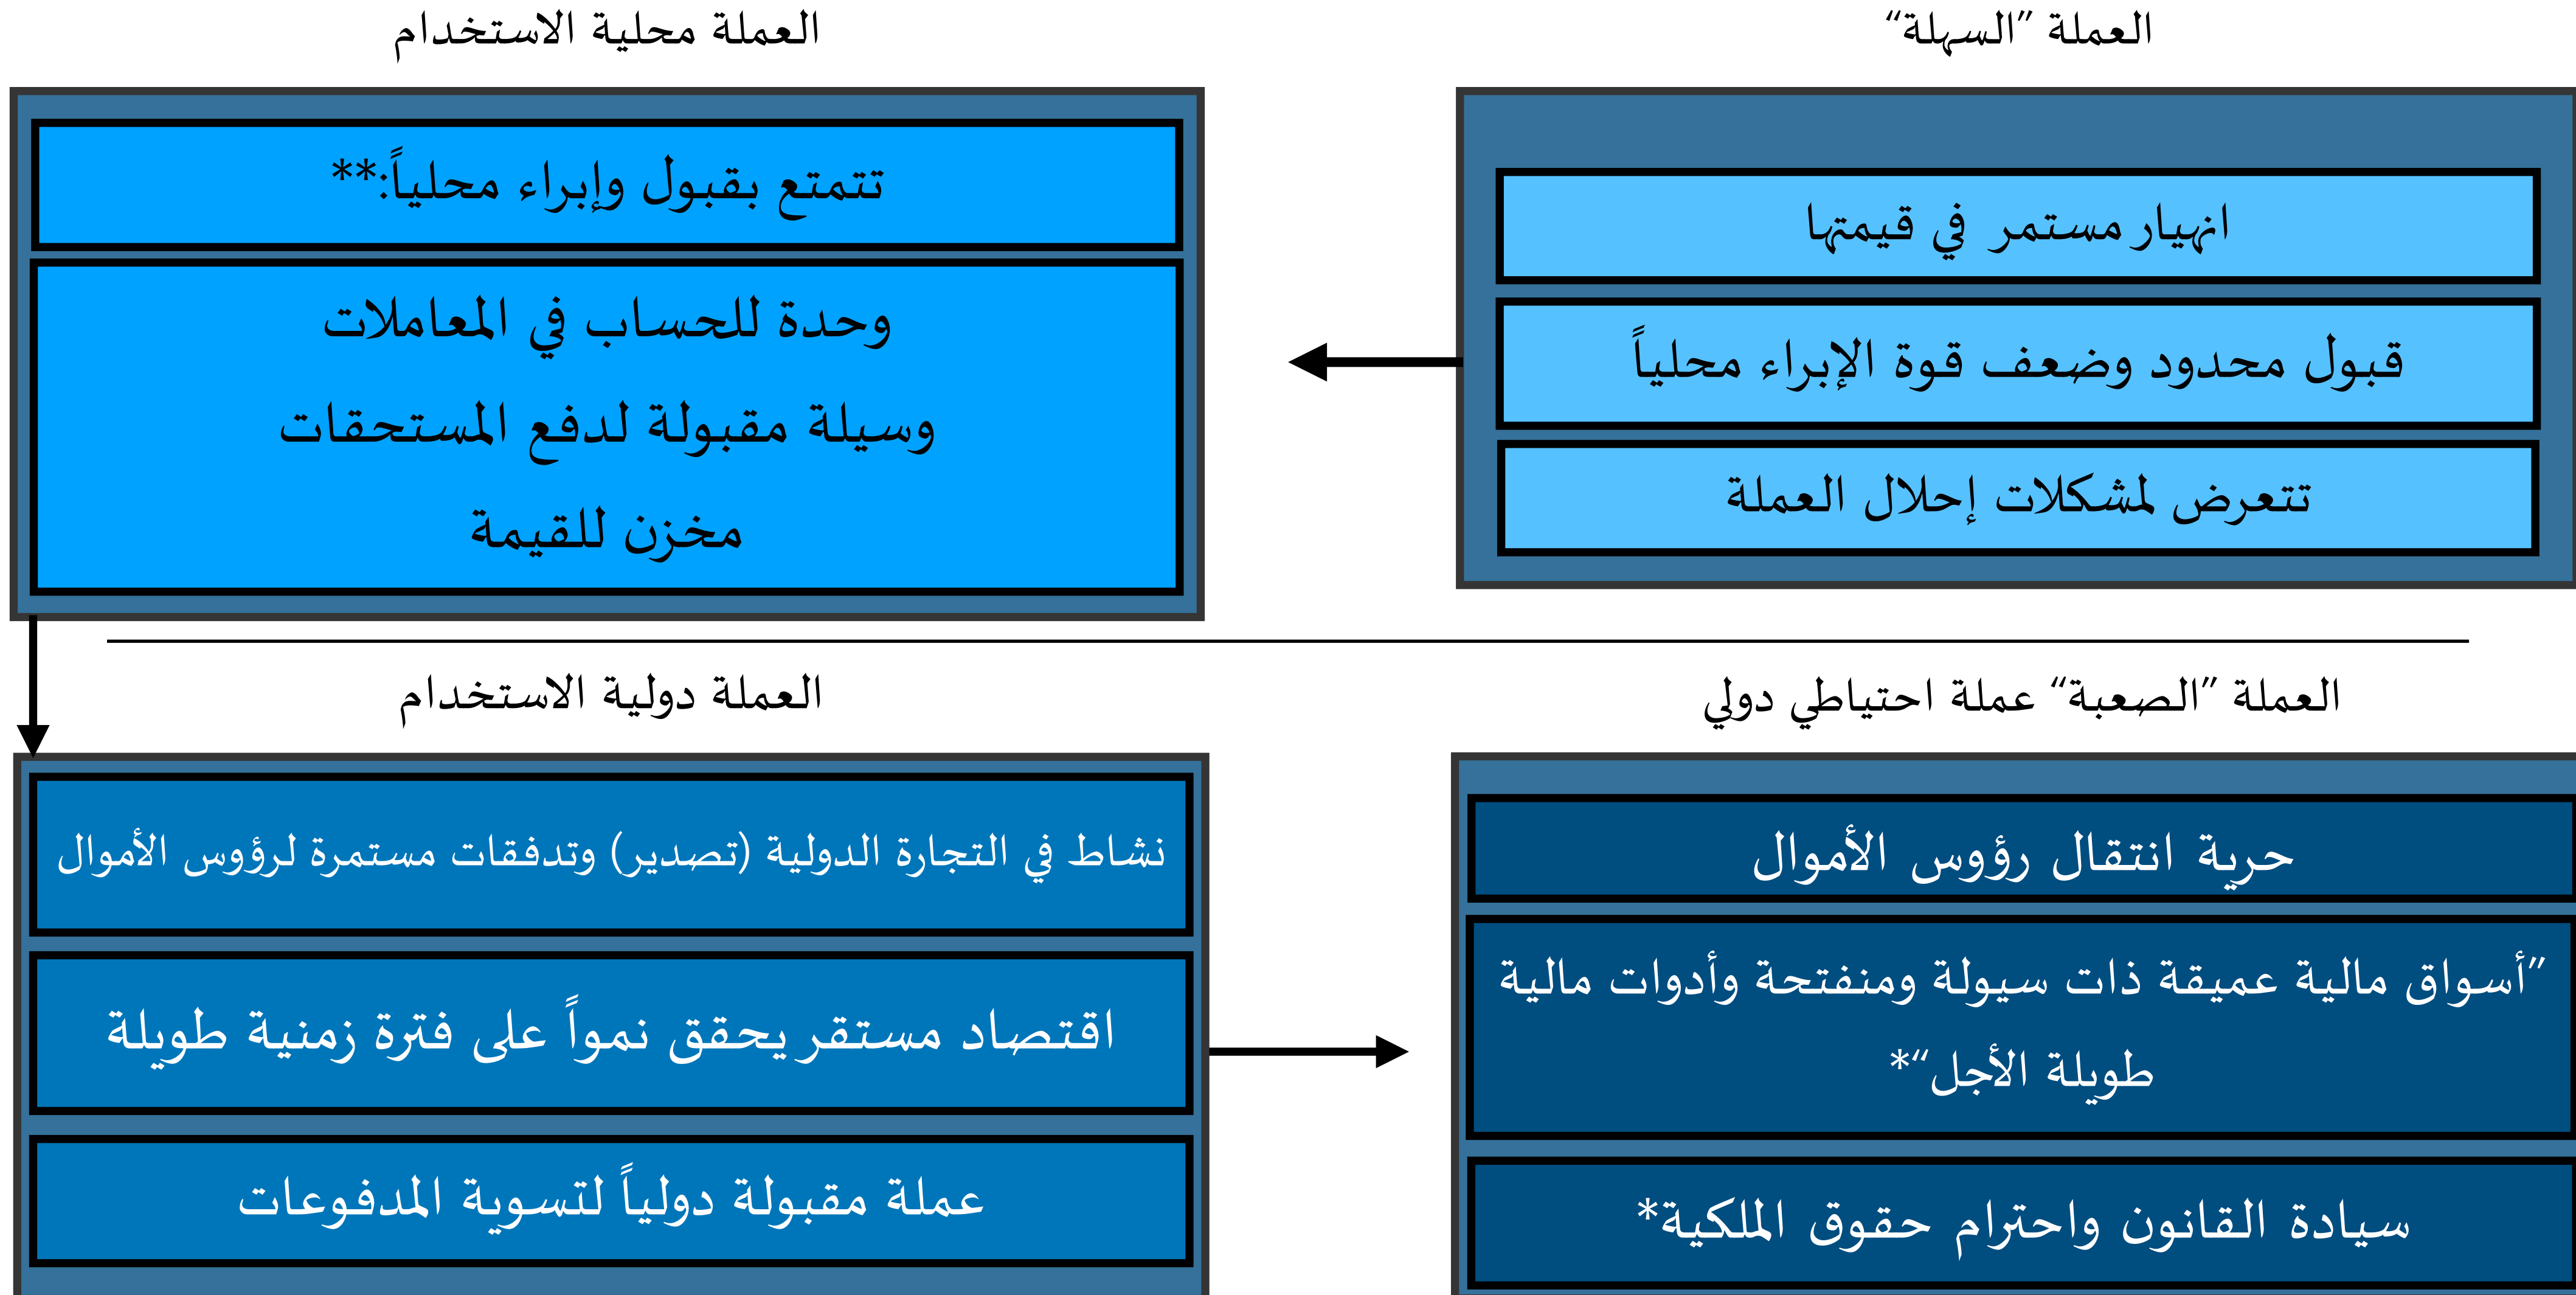 العملة "السهلة"
انهيار مستمر في قيمتها
قبول محدود وضعف قوة الإبراء محلياً
تتعرض لمشكلات إحلال العملة
العملة محلية الاستخدام
تتمتع بقبول وإبراء محلياً:**
وحدة للحساب في المعاملات
وسيلة مقبولة لدفع المستحقات
مخزن للقيمة
العملة دولية الاستخدام
نشاط في التجارة الدولية (تصدير) وتدفقات مستمرة لرؤوس الأموال
اقتصاد مستقر يحقق نمواً على فترة زمنية طويلة
عملة مقبولة دولياً لتسوية المدفوعات
العملة "الصعبة" عملة احتياطي دولي
حرية انتقال رؤوس الأموال
"أسواق مالية عميقة ذات سيولة ومنفتحة وأدوات مالية
طويلة الأجل"*
سيادة القانون واحترام حقوق الملكية*